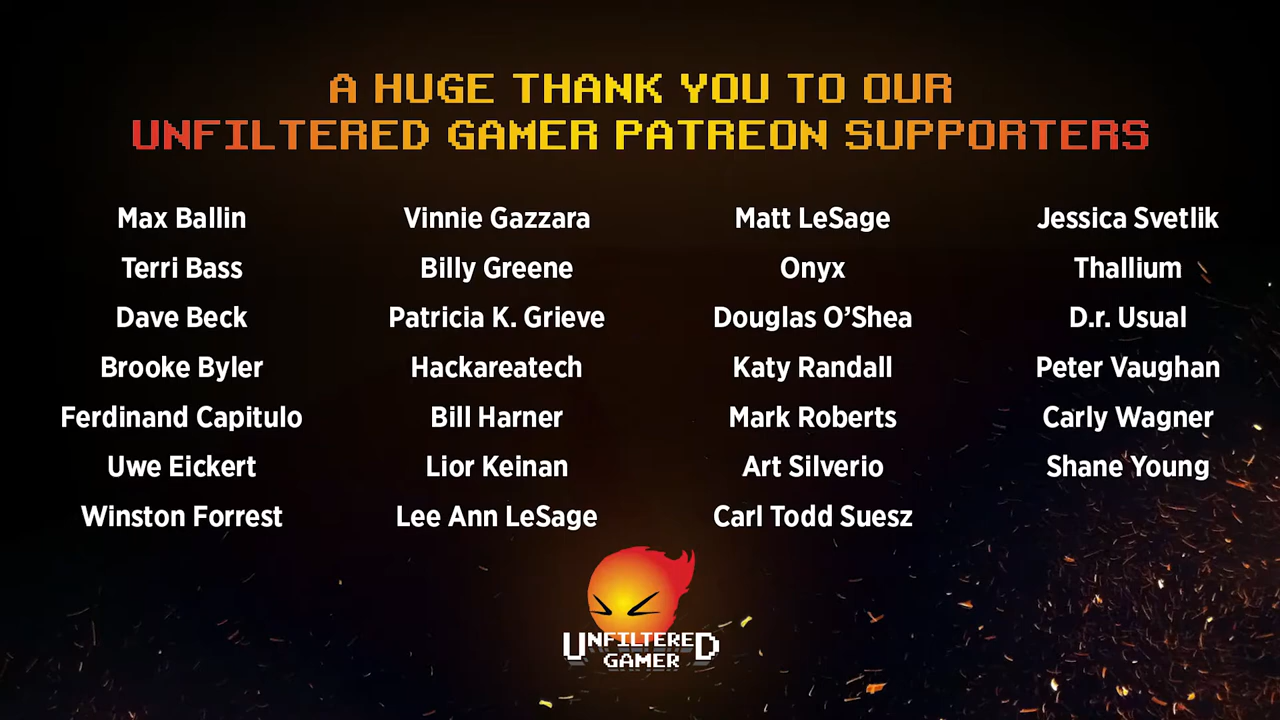 A HUGE THANK YOU TO OUR
UNFILTERED GAMER PATREON SUPPORTERS
Max Ballin
Terri Bass
Dave Beck
Brooke Byler
Ferdinand Capitulo
Uwe Eickert
Winston Forrest
Vinnie Gazzara
Billy Greene
Patricia K. Grieve
Hackareatech
Bill Harner
Lior Keinan
Lee Ann LeSage
Matt LeSage
Onyx
Douglas O’Shea
Katy Randall
Mark Roberts
Art Silverio
Carl Todd Suesz
Jessica Svetlik
Thallium
D.r. Usual
Peter Vaughan
Carly Wagner
Shane Young
UNFILTERED
GAMER